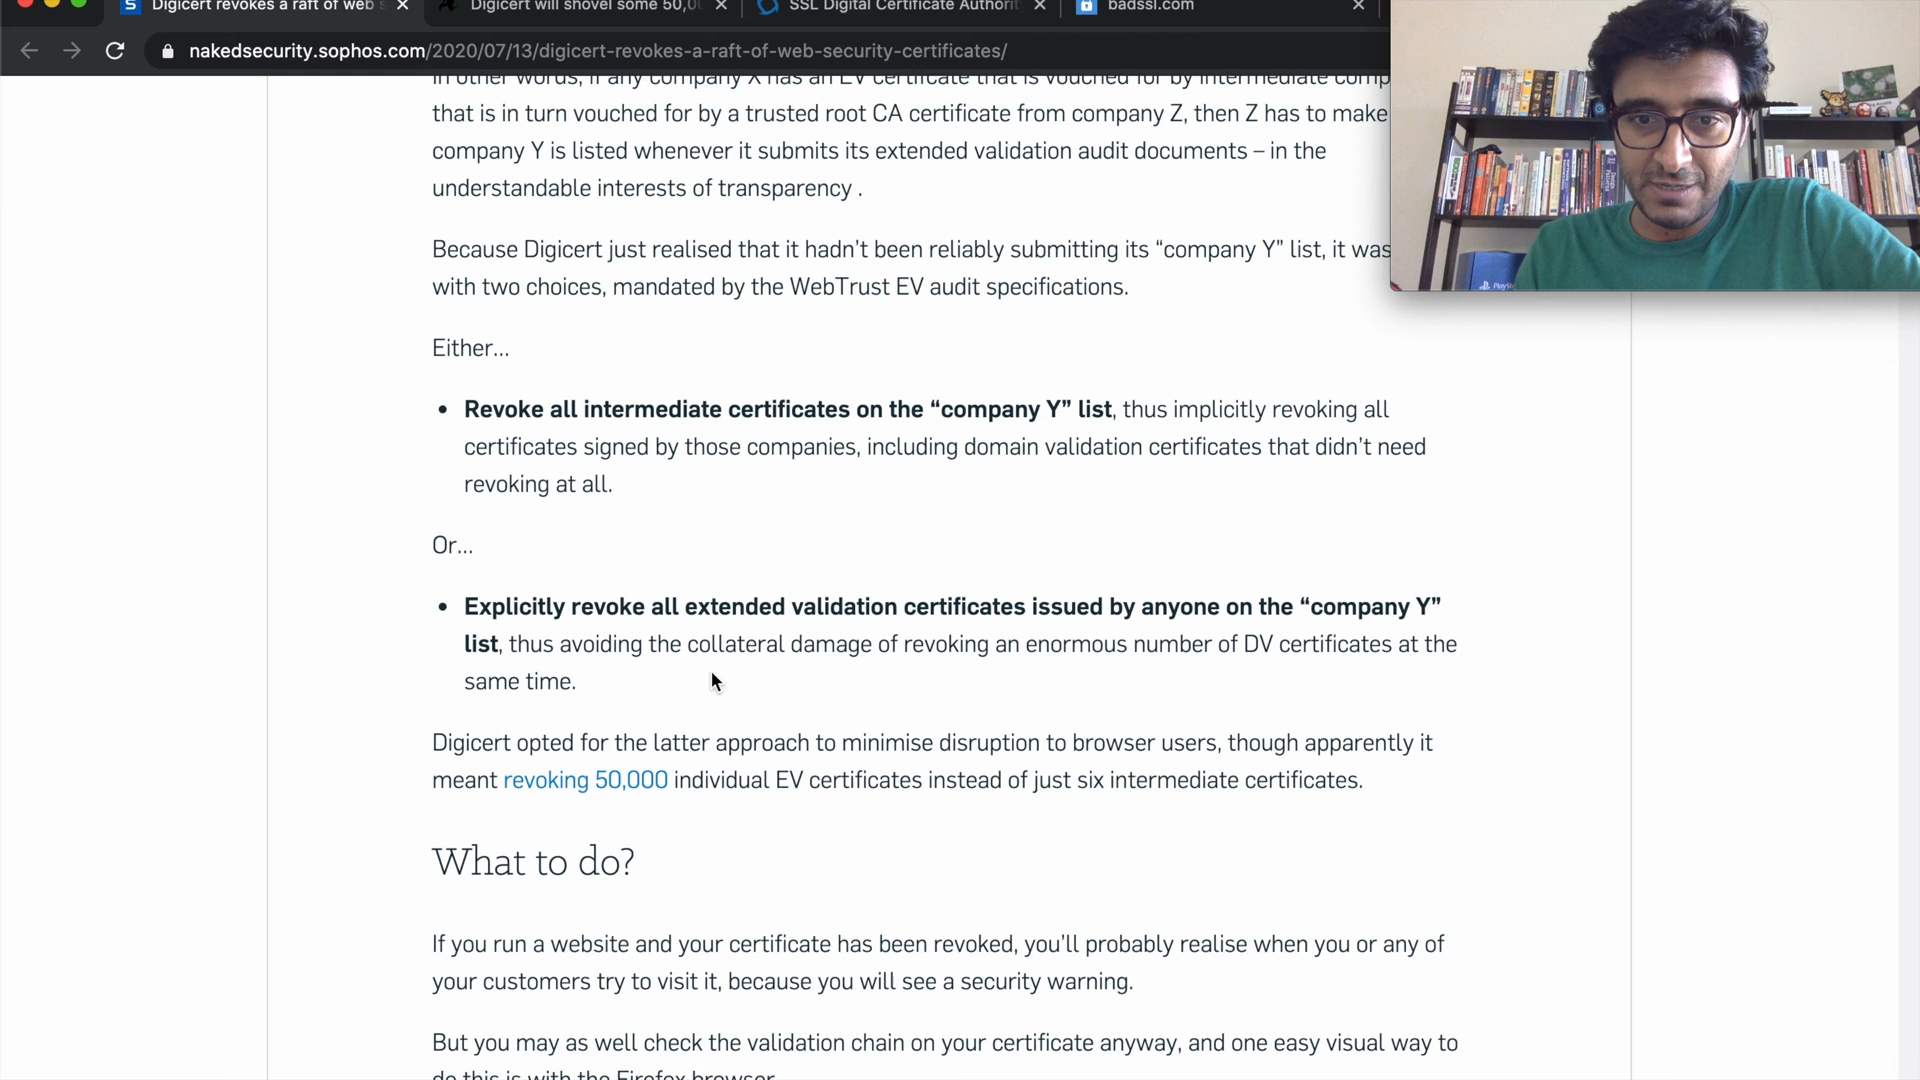 Digicert revokes a raft of web s
Digicert will shovel some 50,0
SSL Digital Certificate Authorit
badssl.com
nakedsecurity.sophos.com/2020/07/13/digicert-revokes-a-raft-of-web-security-certificates/
In other words, if any company X has an EV certificate that is vouched for by intermediate comp
that is in turn vouched for by a trusted root CA certificate from company Z, then Z has to make
company Y is listed whenever it submits its extended validation audit documents – in the
understandable interests of transparency .
Because Digicert just realised that it hadn’t been reliably submitting its “company Y” list, it was
with two choices, mandated by the WebTrust EV audit specifications.
Either…
• Revoke all intermediate certificates on the “company Y” list, thus implicitly revoking all
certificates signed by those companies, including domain validation certificates that didn’t need
revoking at all.
Or…
• Explicitly revoke all extended validation certificates issued by anyone on the “company Y”
list, thus avoiding the collateral damage of revoking an enormous number of DV certificates at the
same time.
Digicert opted for the latter approach to minimise disruption to browser users, though apparently it
meant revoking 50,000 individual EV certificates instead of just six intermediate certificates.
What to do?
If you run a website and your certificate has been revoked, you’ll probably realise when you or any of
your customers try to visit it, because you will see a security warning.
But you may as well check the validation chain on your certificate anyway, and one easy visual way to
do this is with the Firefox browser